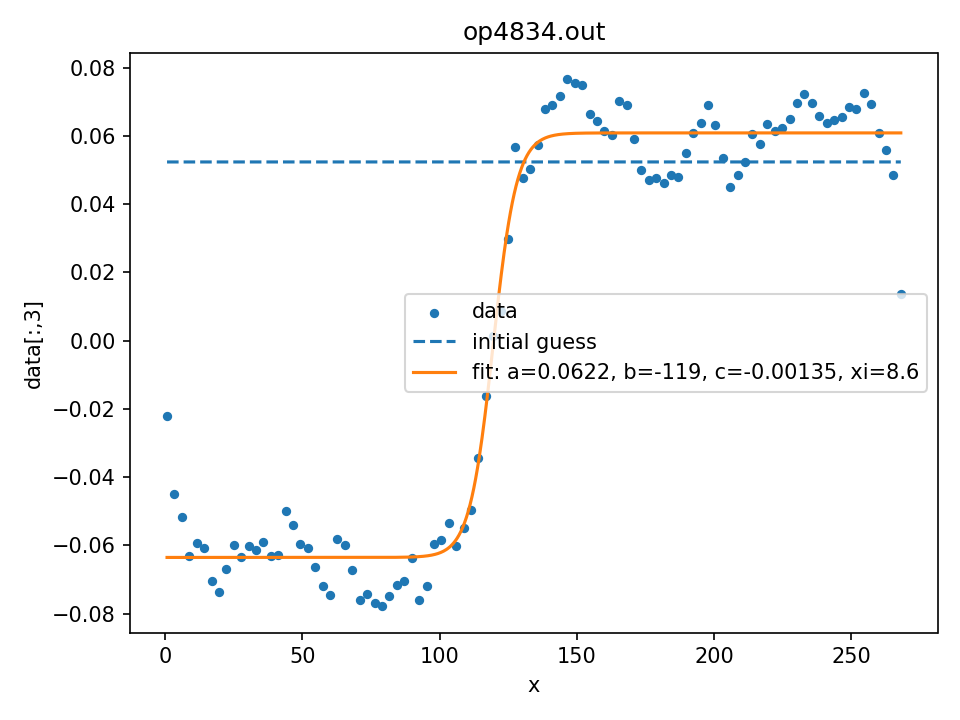 op4834.out
0.08
0.06
0.04
0.02
0.00
−0.02
−0.04
−0.06
−0.08
data[:,3]
data
initial guess
fit: a=0.0622, b=-119, c=-0.00135, xi=8.6
0 50 100 150 200 250
x